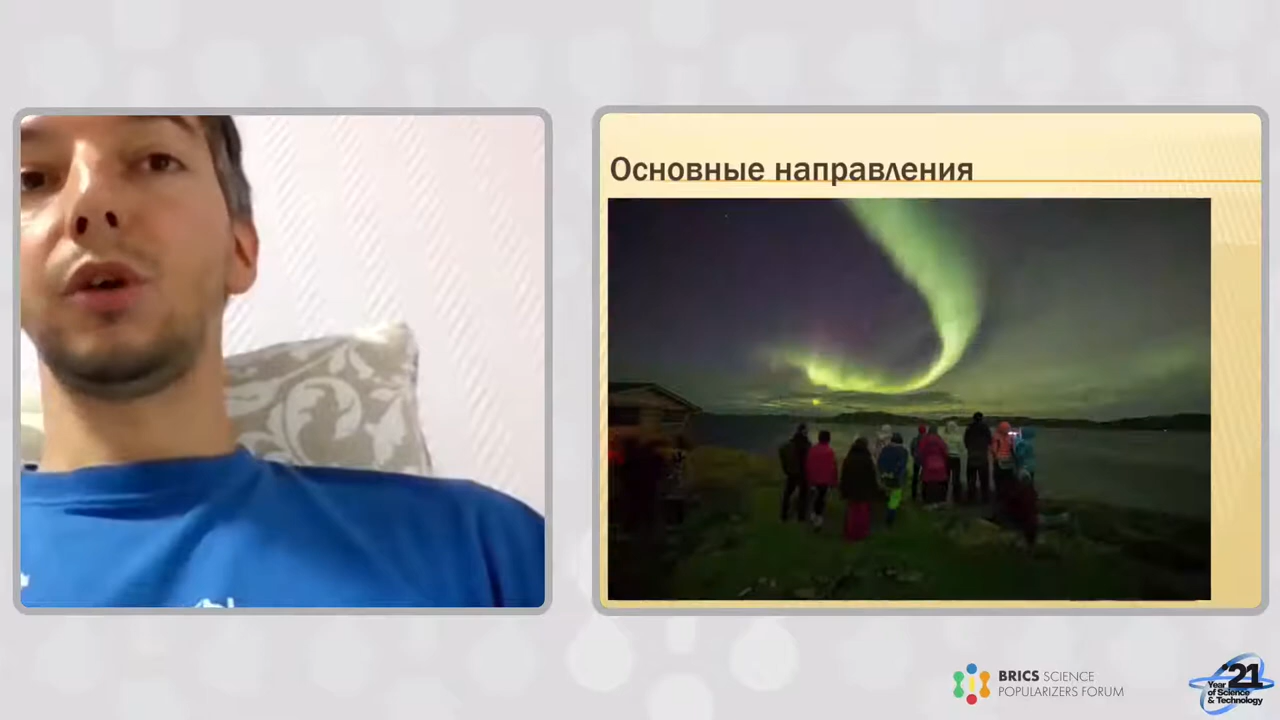 Основные направления
BRICS SCIENCE
POPULARIZERS FORUM
'21
Year
of Science
& Technology